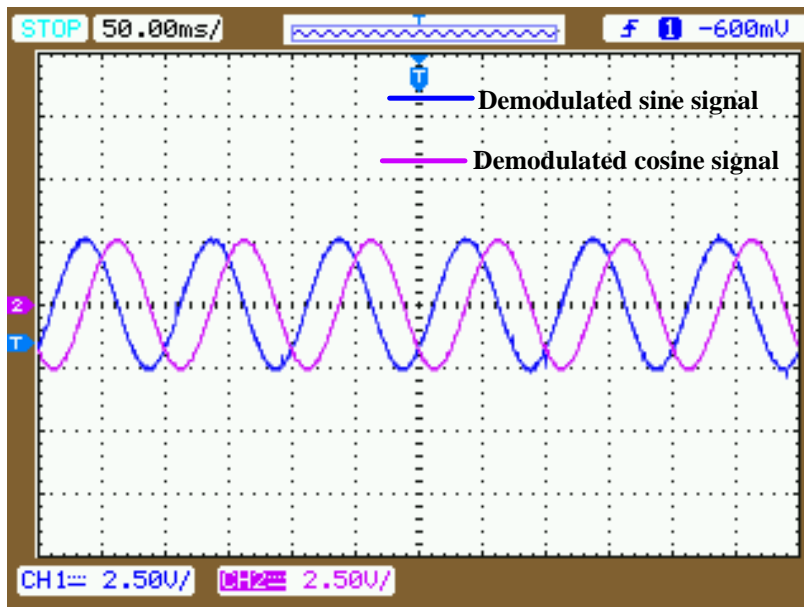 STOP 50.00ms/ T 1 -600mV
T
Demodulated sine signal
Demodulated cosine signal
2
T
CH1 2.50V/ CH2 2.50V/